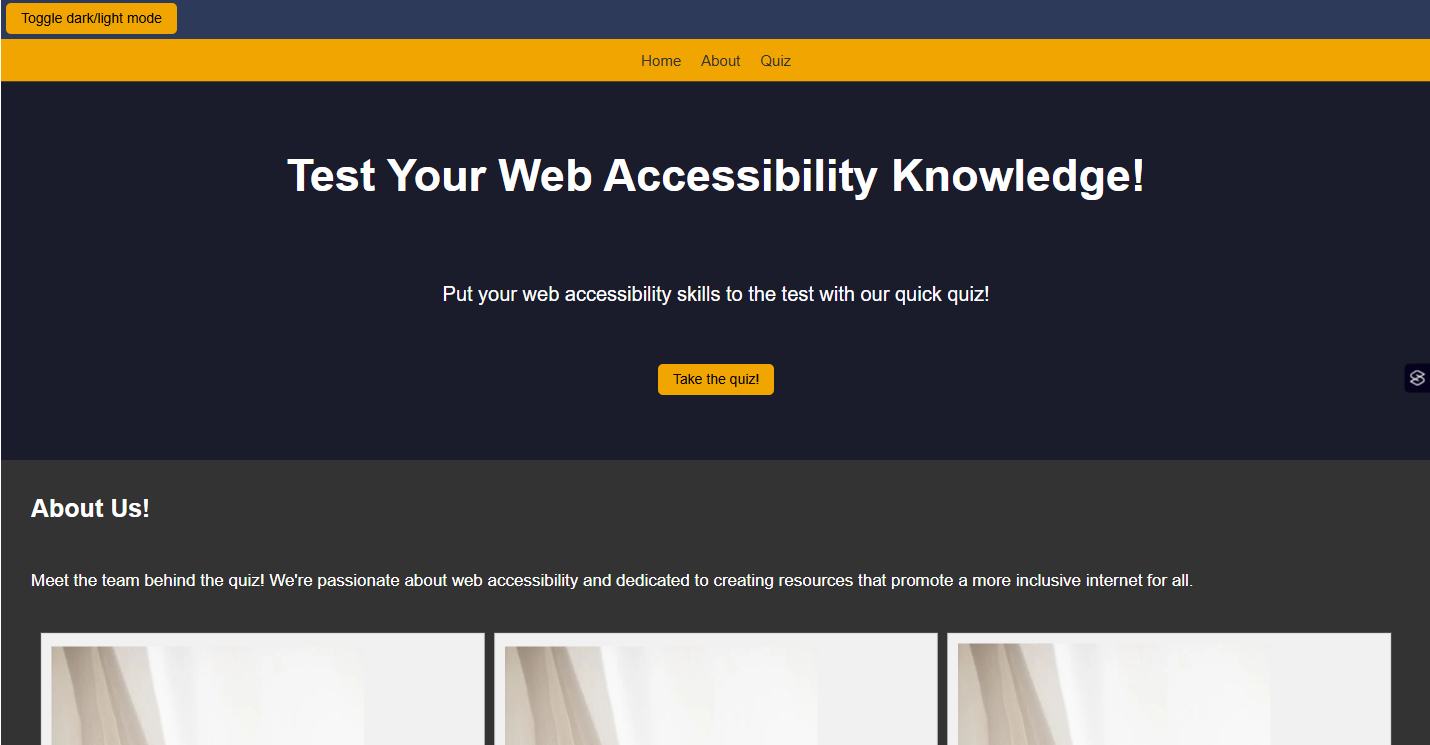 Toggle dark/light mode
Home About Quiz
Test Your Web Accessibility Knowledge!
Put your web accessibility skills to the test with our quick quiz!
Take the quiz!
About Us!
Meet the team behind the quiz! We're passionate about web accessibility and dedicated to creating resources that promote a more inclusive internet for all.